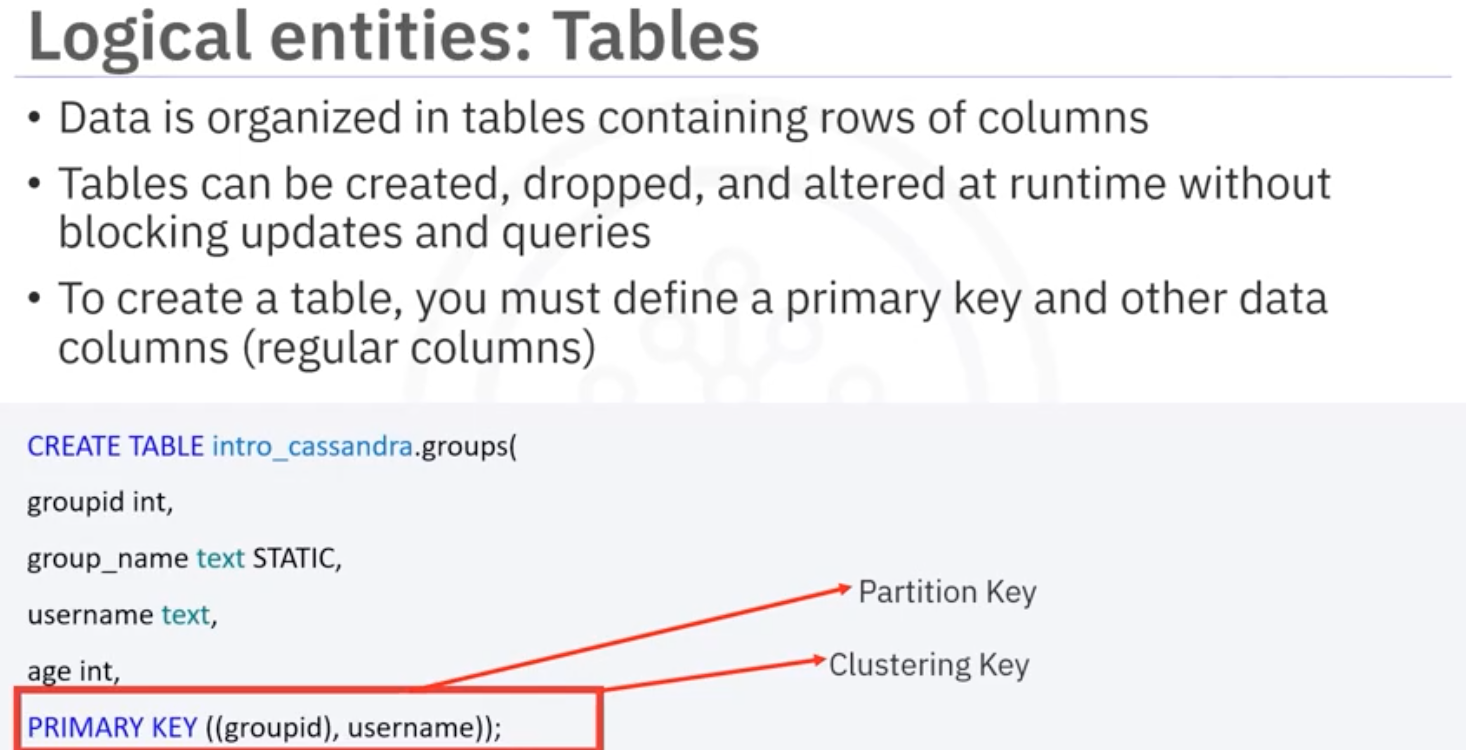 Logical entities: Tables
• Data is organized in tables containing rows of columns
• Tables can be created, dropped, and altered at runtime without
blocking updates and queries
• To create a table, you must define a primary key and other data
columns (regular columns)
CREATE TABLE intro_cassandra.groups(
groupid int,
group_name text STATIC,
username text,
age int,
PRIMARY KEY ((groupid), username));
Partition Key
Clustering Key